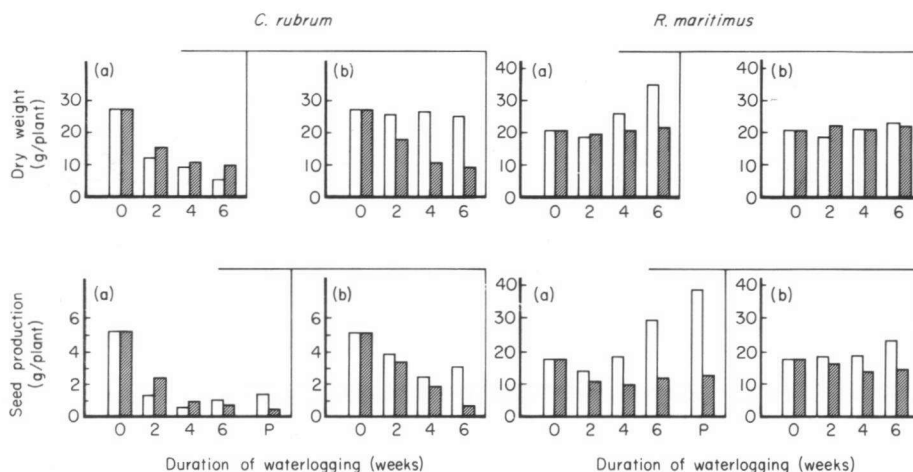 C. rubrum R. maritimus
Dry weight
(g/plant)
(a) (b) (a) (b)
30 30 40 40
20 20 30 30
10 10 20 20
0 0 10 10
0 0
0 2 4 6 0 2 4 6 0 2 4 6 0 2 4 6
Seed production
(g/plant)
(a) (b) (a) (b)
6 6 40 40
4 4 30 30
2 2 20 20
0 0 10 10
0 0
0 2 4 6 P 0 2 4 6 0 2 4 6 P 0 2 4 6
Duration of waterlogging (weeks) Duration of waterlogging (weeks)